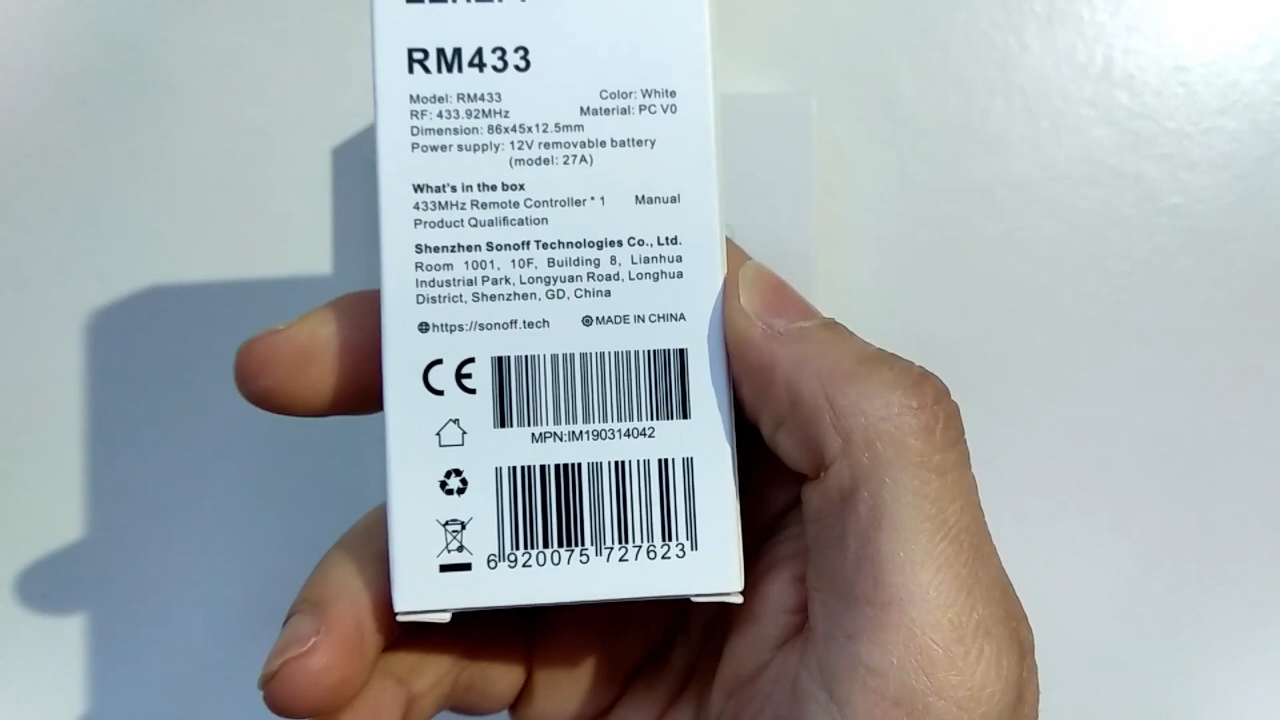 RM433
Model: RM433 Color: White
RF: 433.92MHz Material: PC V0
Dimension: 86x45x12.5mm
Power supply: 12V removable battery
(model: 27A)
What's in the box
433MHz Remote Controller * 1 Manual
Product Qualification
Shenzhen Sonoff Technologies Co., Ltd.
Room 1001, 10F, Building 8, Lianhua
Industrial Park, Longyuan Road, Longhua
District, Shenzhen, GD, China
https://sonoff.tech MADE IN CHINA
CE
MPN:IM190314042
6 920075 727623